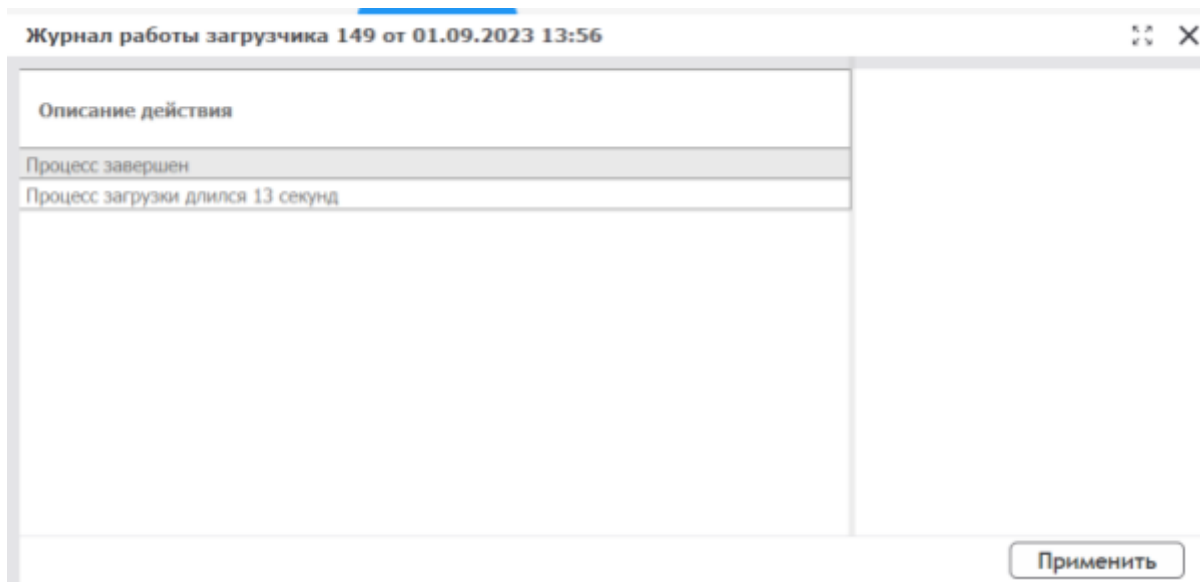 Журнал работы загрузчика 149 от 01.09.2023 13:56
Описание действия
Процесс завершен
Процесс загрузки длился 13 секунд
Применить